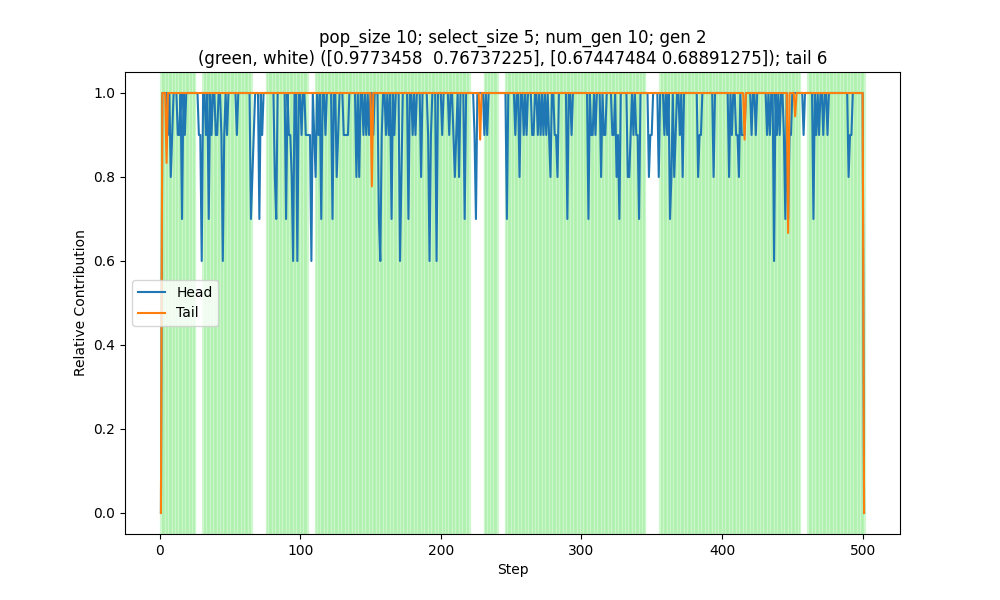 pop_size 10; select_size 5; num_gen 10; gen 2
(green, white) ([0.9773458  0.76737225], [0.67447484 0.68891275]); tail 6
1.0
0.8
0.6
0.4
0.2
0.0
Relative Contribution
Head
Tail
0
100
200
300
400
500
Step